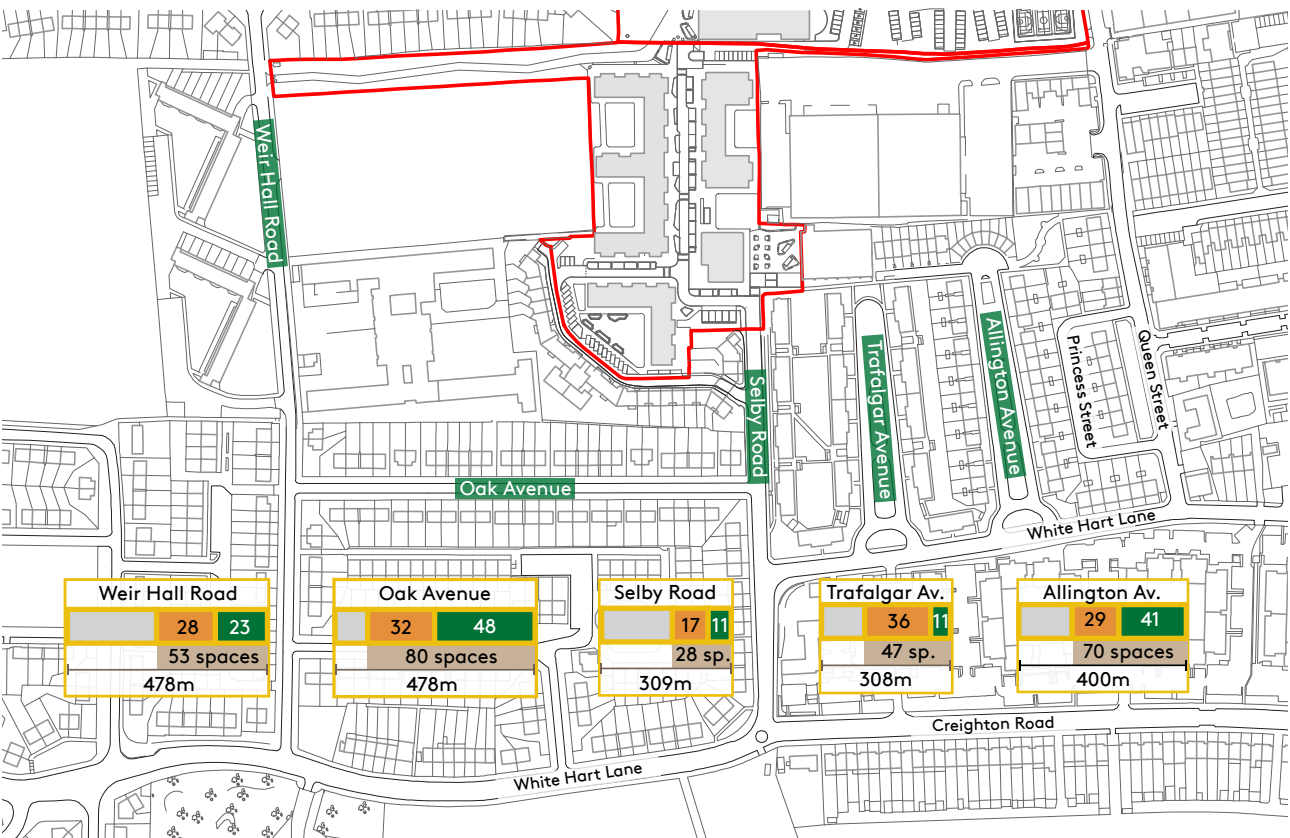 Weir Hall Road
Selby Road
Trafalgar Avenue
Allington Avenue
Princess Street
Queen Street
Oak Avenue
White Hart Lane
Weir Hall Road
28 23
53 spaces
478m
Oak Avenue
32 48
80 spaces
478m
Selby Road
17 11
28 sp.
309m
Trafalgar Av.
36 11
47 sp.
308m
Allington Av.
29 41
70 spaces
400m
Creighton Road
White Hart Lane